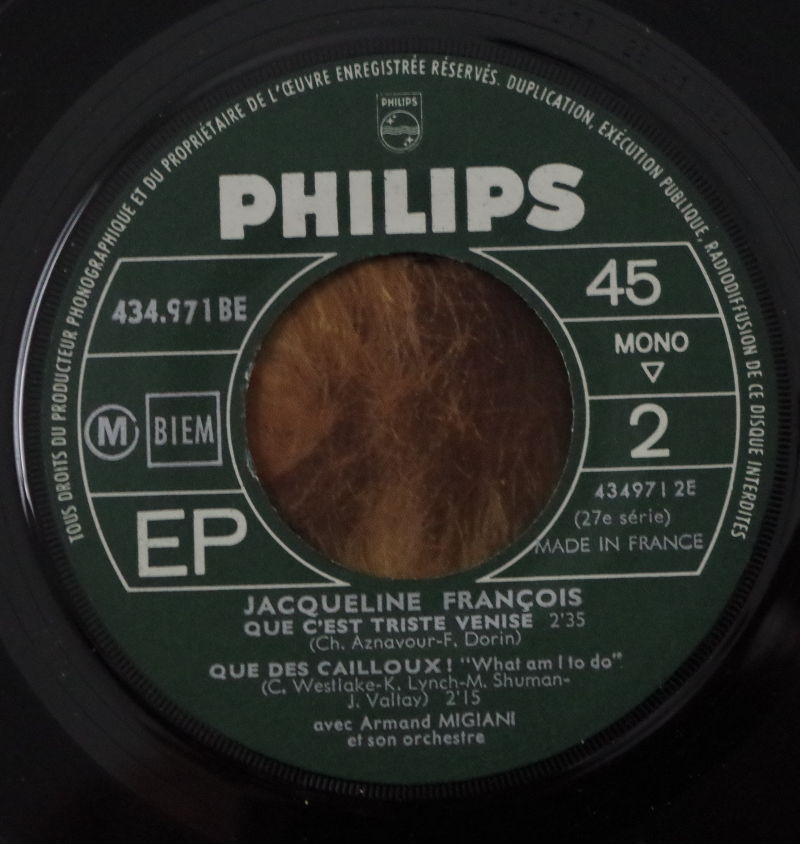 TOUS DROITS DU PRODUCTEUR PHONOGRAPHIQUE ET DU PROPRIÉTAIRE DE L'ŒUVRE ENREGISTRÉE RÉSERVÉS. DUPLICATION, EXÉCUTION PUBLIQUE, RADIODIFFUSION DE CE DISQUE INTERDITES
PHILIPS
PHILIPS
434.971 BE
M BIEM
EP
45
MONO
2
434971 2E
(27e série)
MADE IN FRANCE
JACQUELINE FRANÇOIS
QUE C'EST TRISTE VENISE 2'35
(Ch. Aznavour-F. Dorin)
QUE DES CAILLOUX! "What am I to do"
(C. Westlake-K. Lynch-M. Shuman-
J. Valtay) 2'15
avec Armand MIGIANI
et son orchestre